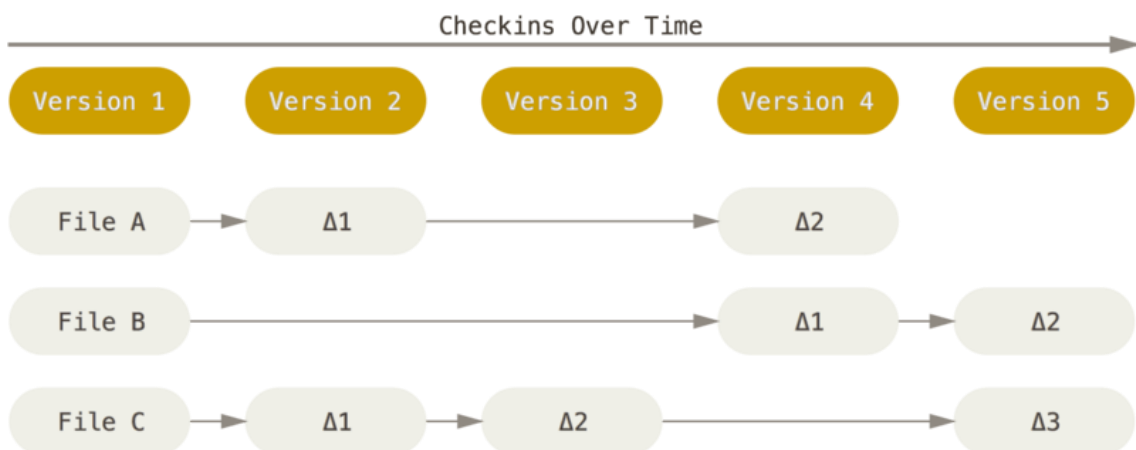 Checkins Over Time
Version 1 Version 2 Version 3 Version 4 Version 5
File A Δ1 Δ2
File B Δ1 Δ2
File C Δ1 Δ2 Δ3